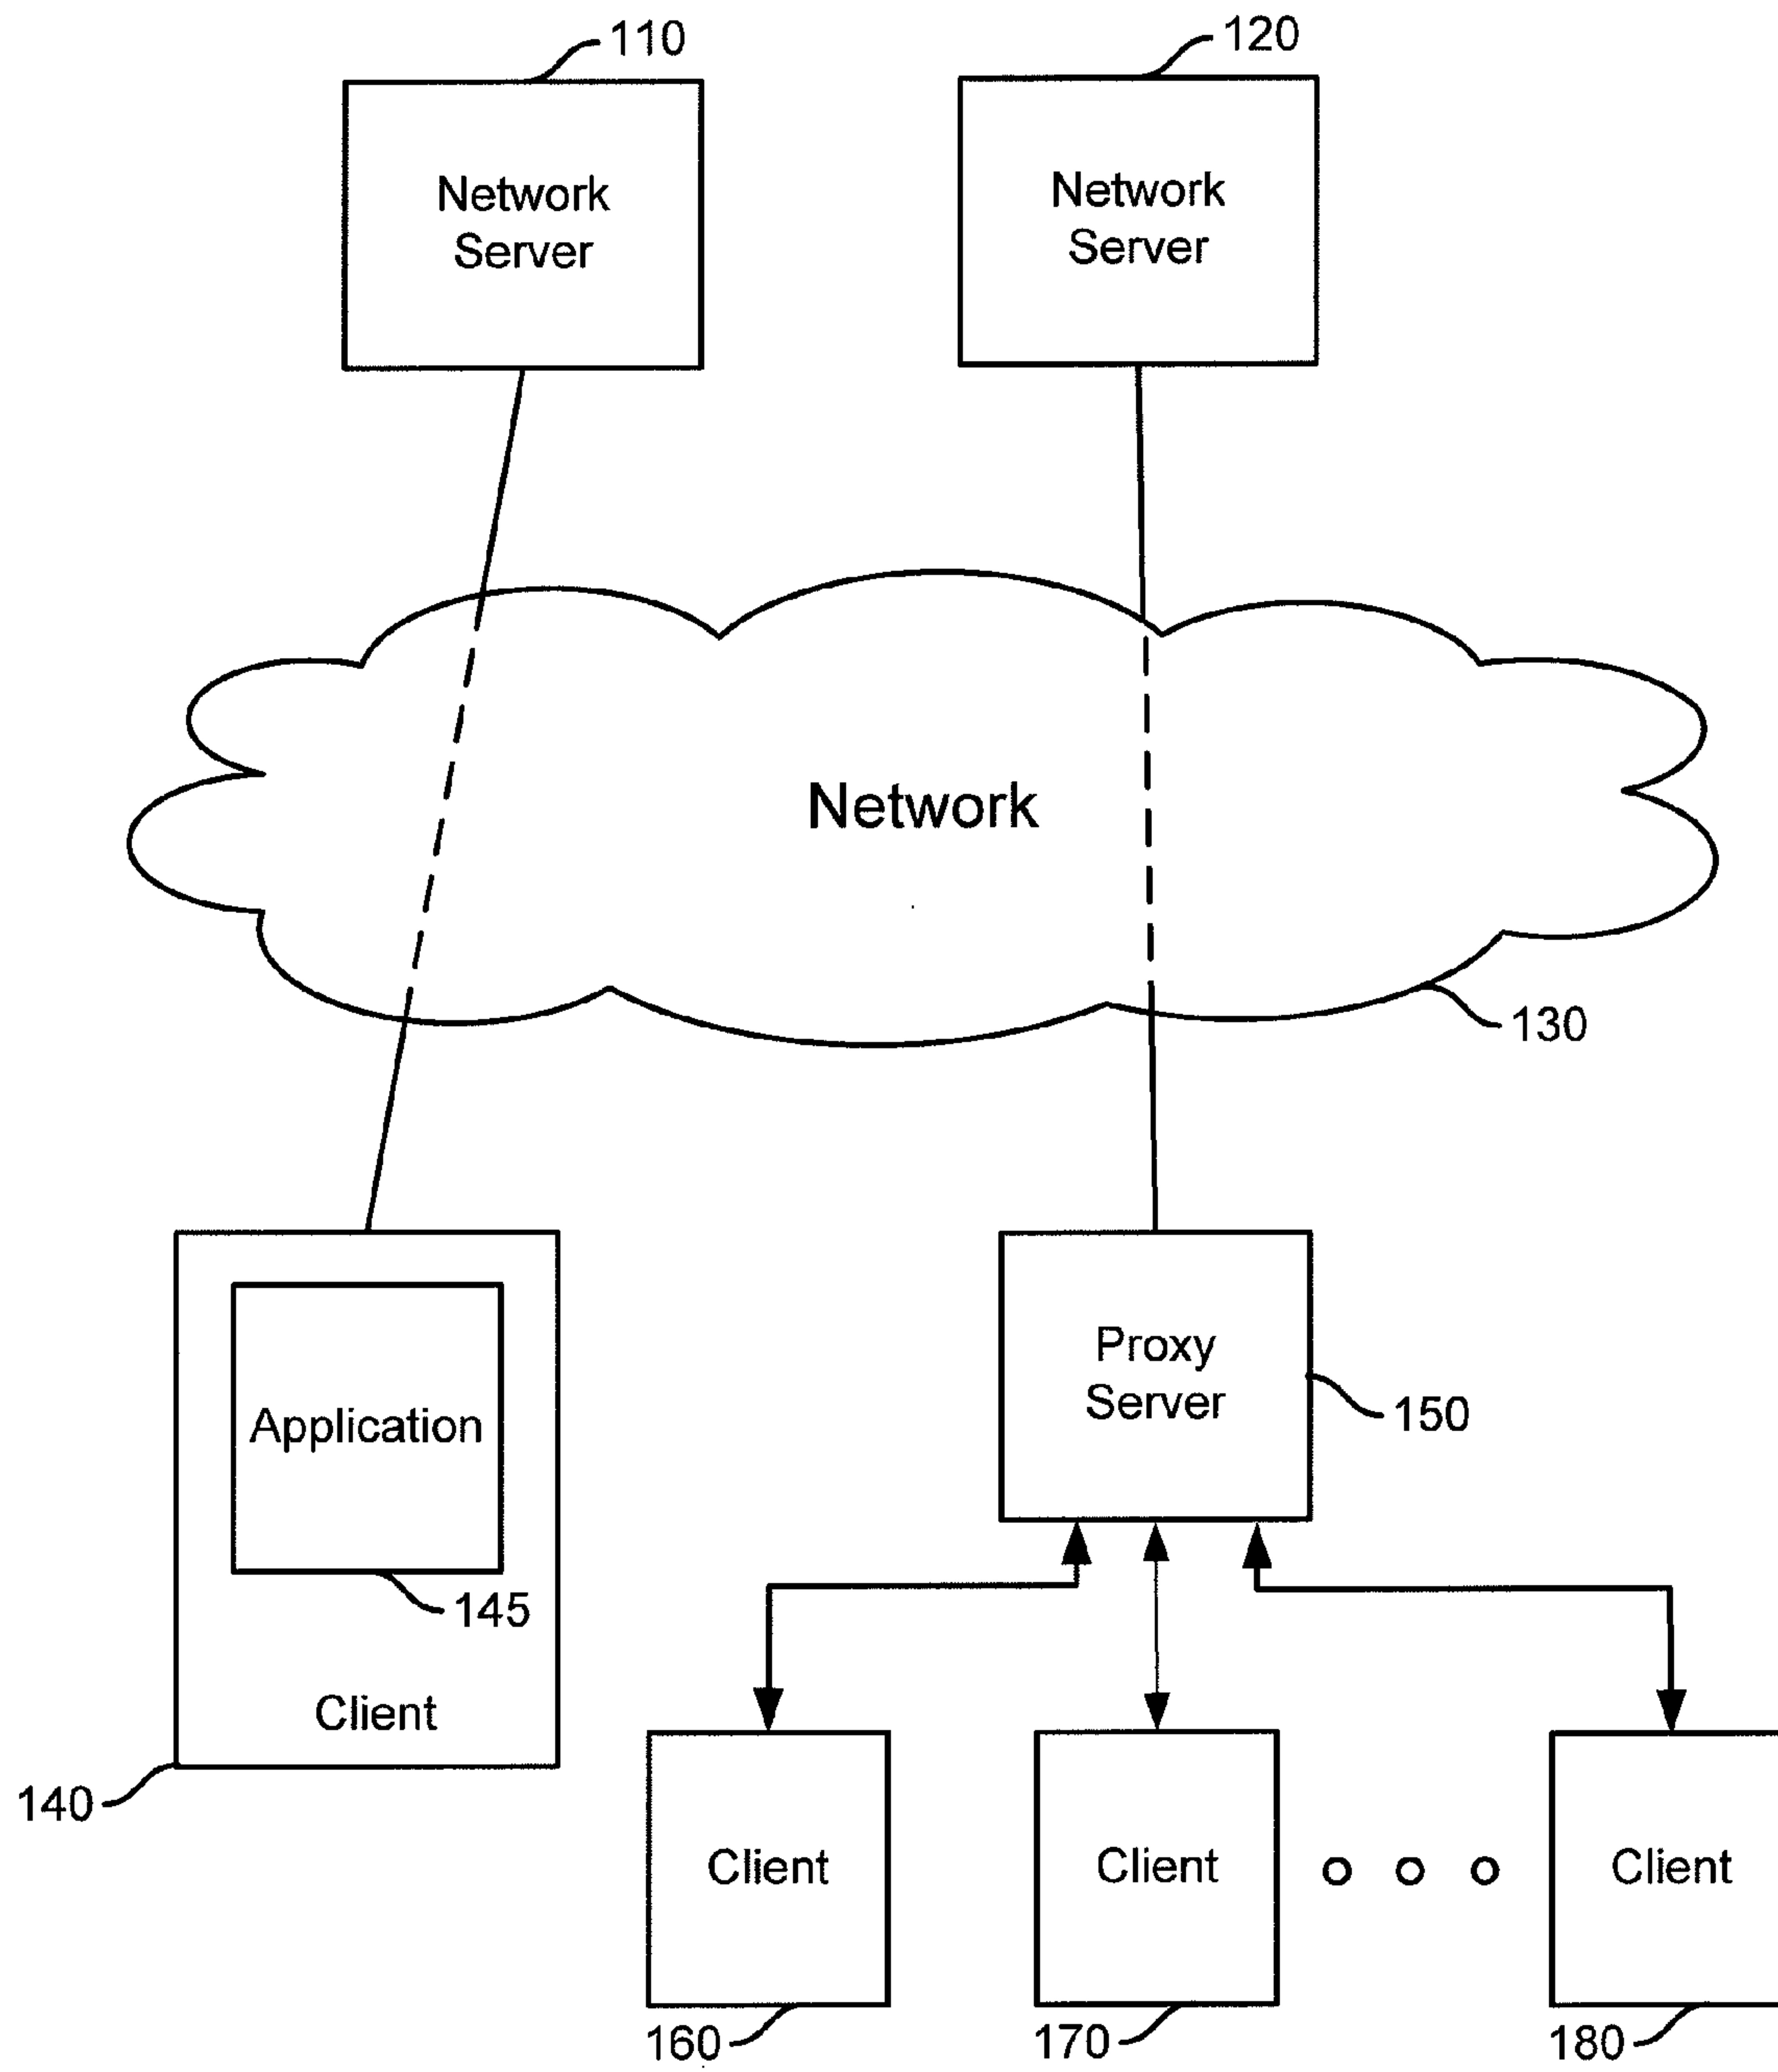 110
120
Network
Server
Network
Server
Network
130
Proxy
Server
150
Application
145
Client
140
Client
Client
Client
160
170
180